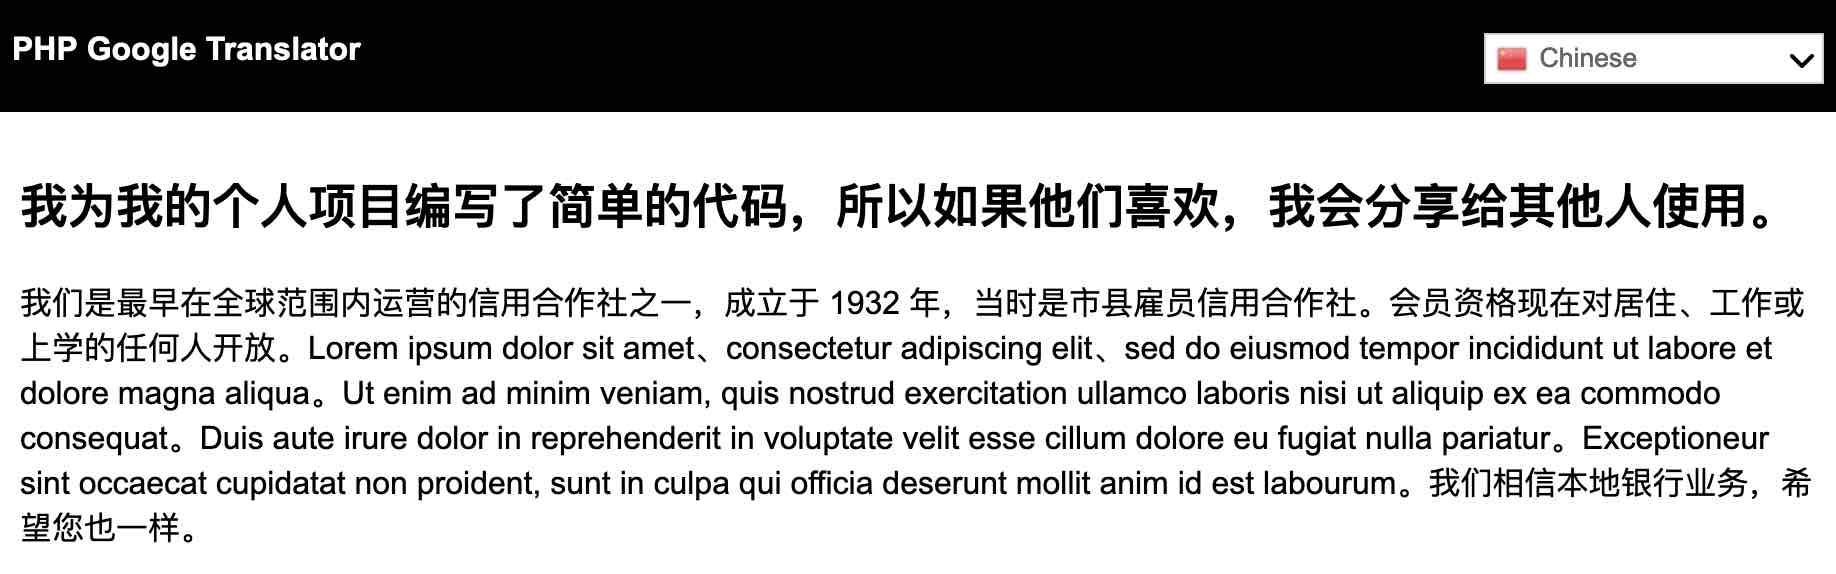 PHP Google Translator
Chinese
我为我的个人项目编写了简单的代码，所以如果他们喜欢，我会分享给其他人使用。
我们是最早在全球范围内运营的信用合作社之一，成立于 1932 年，当时是市县雇员信用合作社。会员资格现在对居住、工作或
上学的任何人开放。Lorem ipsum dolor sit amet、consectetur adipiscing elit、sed do eiusmod tempor incididunt ut labore et
dolore magna aliqua。Ut enim ad minim veniam, quis nostrud exercitation ullamco laboris nisi ut aliquip ex ea commodo
consequat。Duis aute irure dolor in reprehenderit in voluptate velit esse cillum dolore eu fugiat nulla pariatur。Exceptioneur
sint occaecat cupidatat non proident, sunt in culpa qui officia deserunt mollit anim id est labourum。我们相信本地银行业务，希
望您也一样。